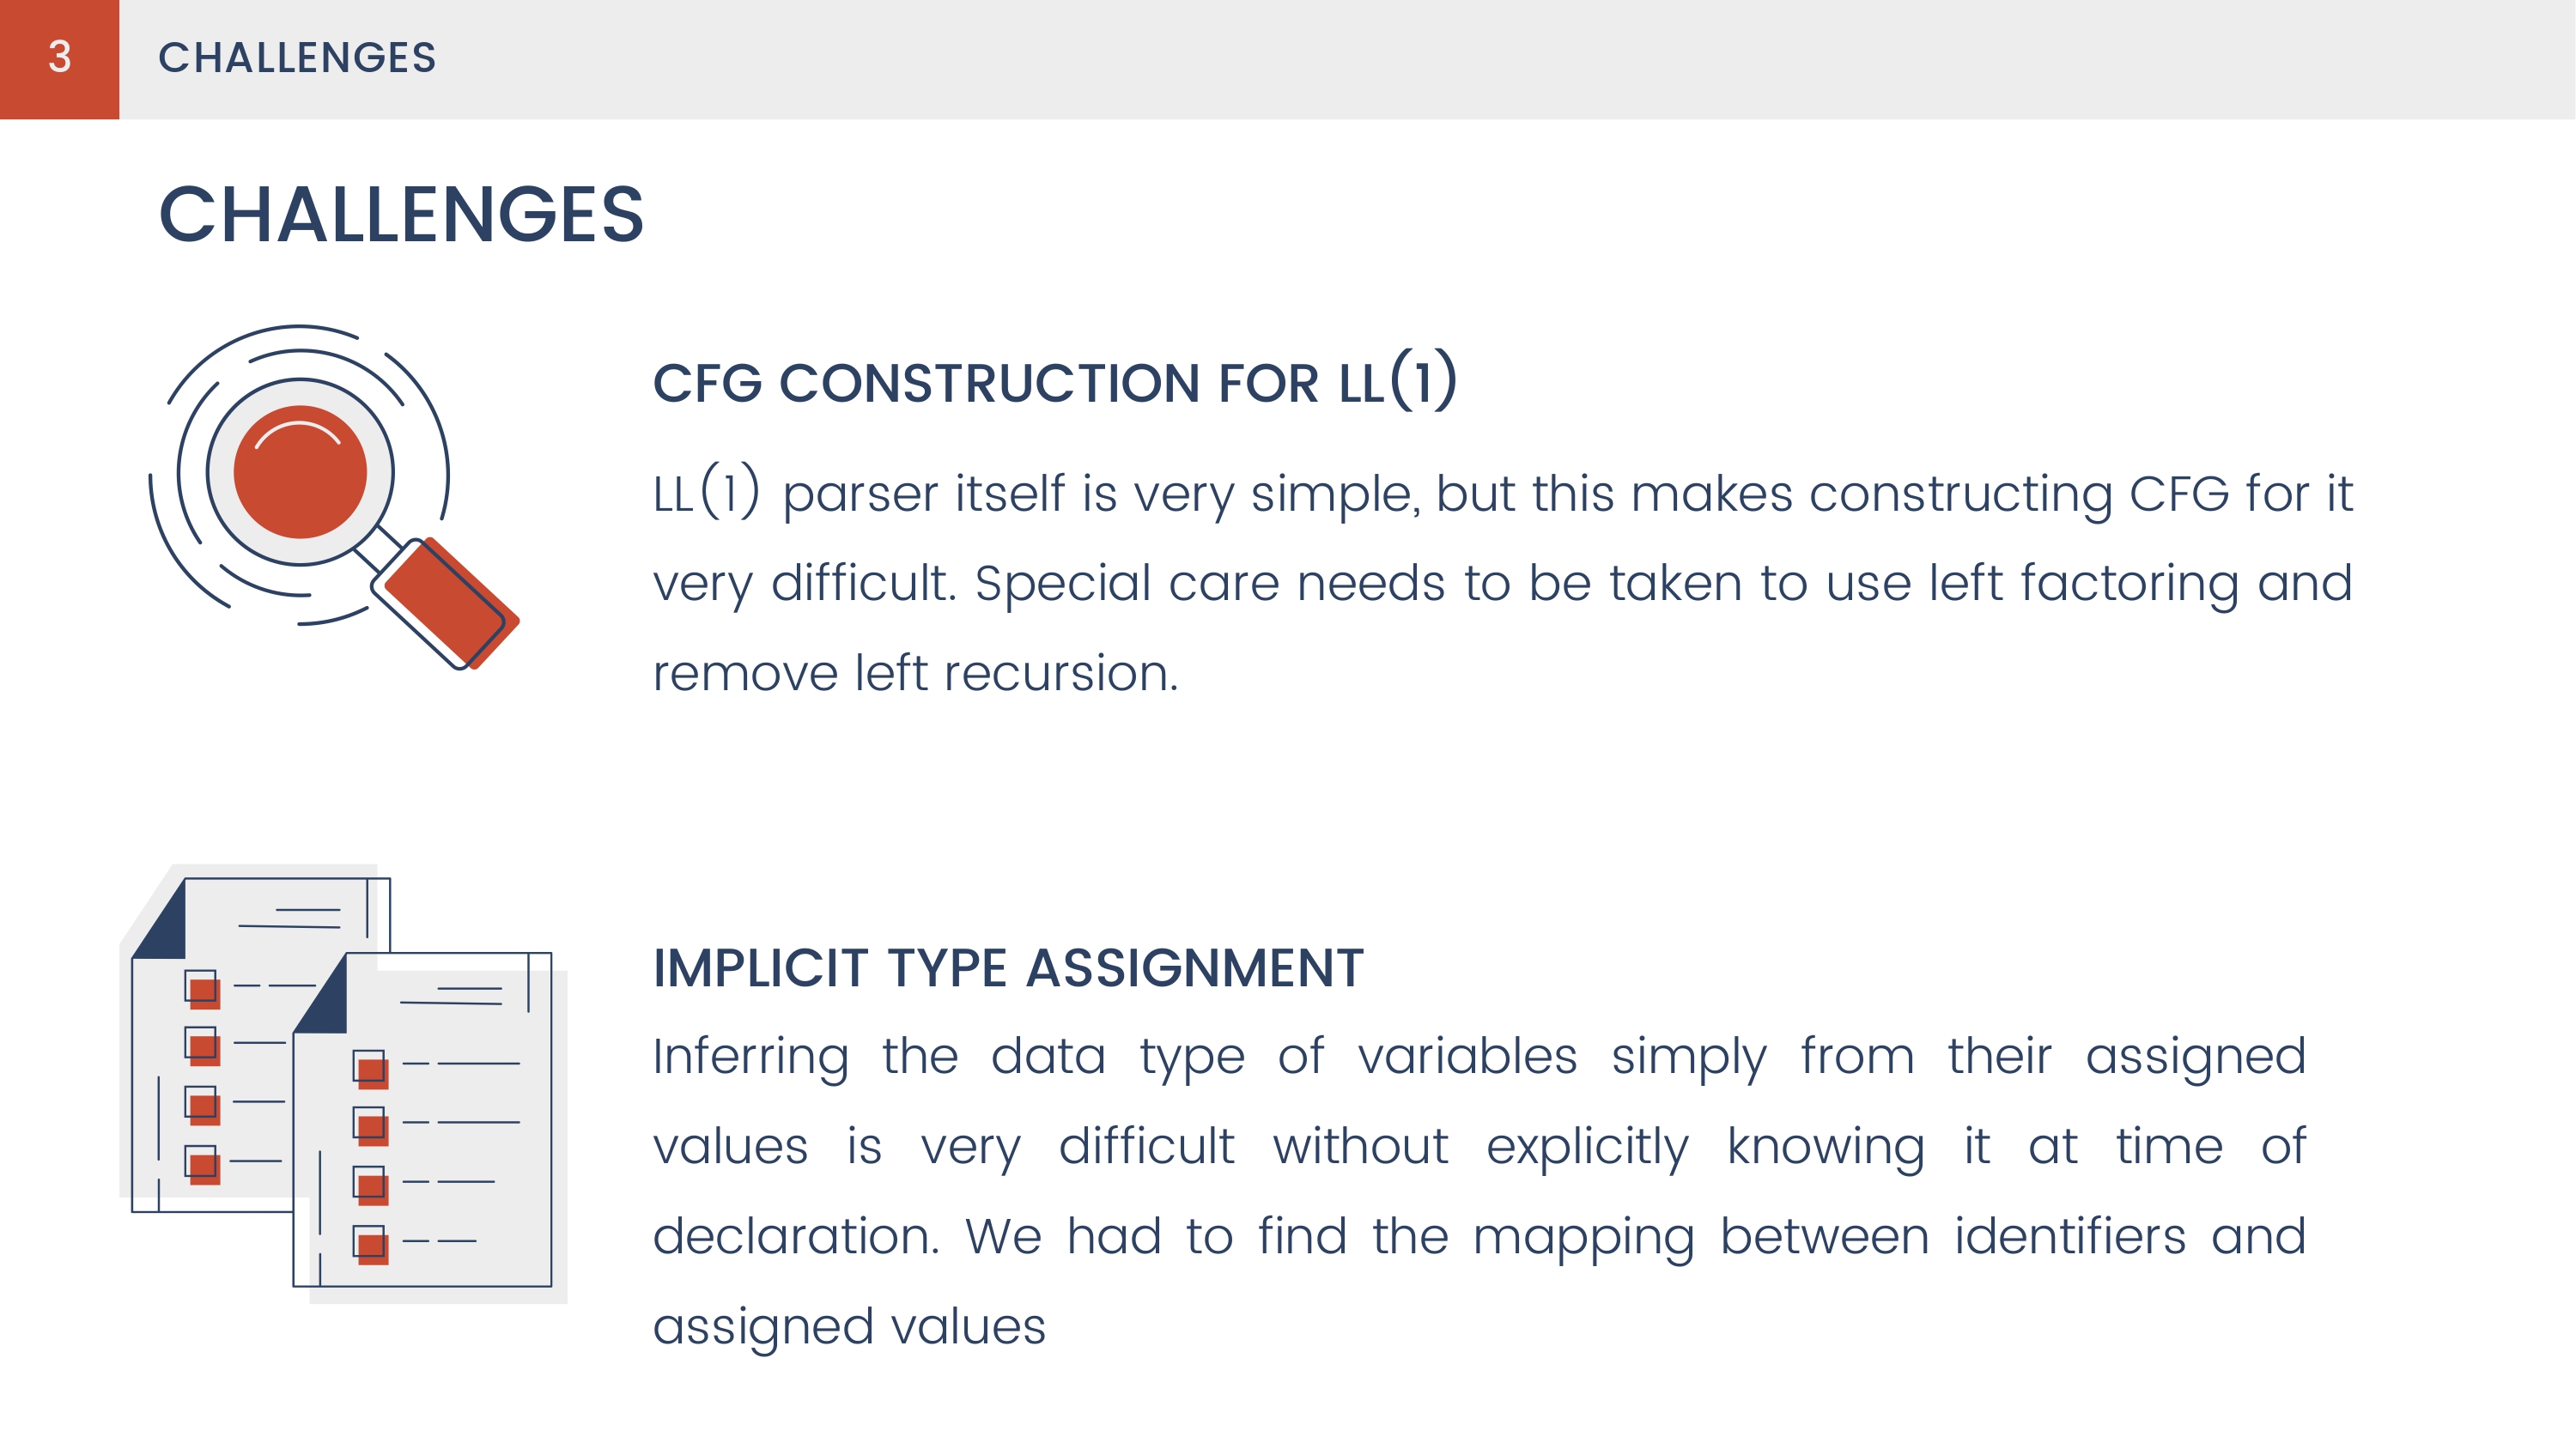 3
CHALLENGES
CHALLENGES
CFG CONSTRUCTION FOR LL(1)
LL(1) parser itself is very simple, but this makes constructing CFG for it
very difficult. Special care needs to be taken to use left factoring and
remove left recursion.
IMPLICIT TYPE ASSIGNMENT
Inferring the data type of variables simply from their assigned
values is very difficult without explicitly knowing it at time of
declaration. We had to find the mapping between identifiers and
assigned values